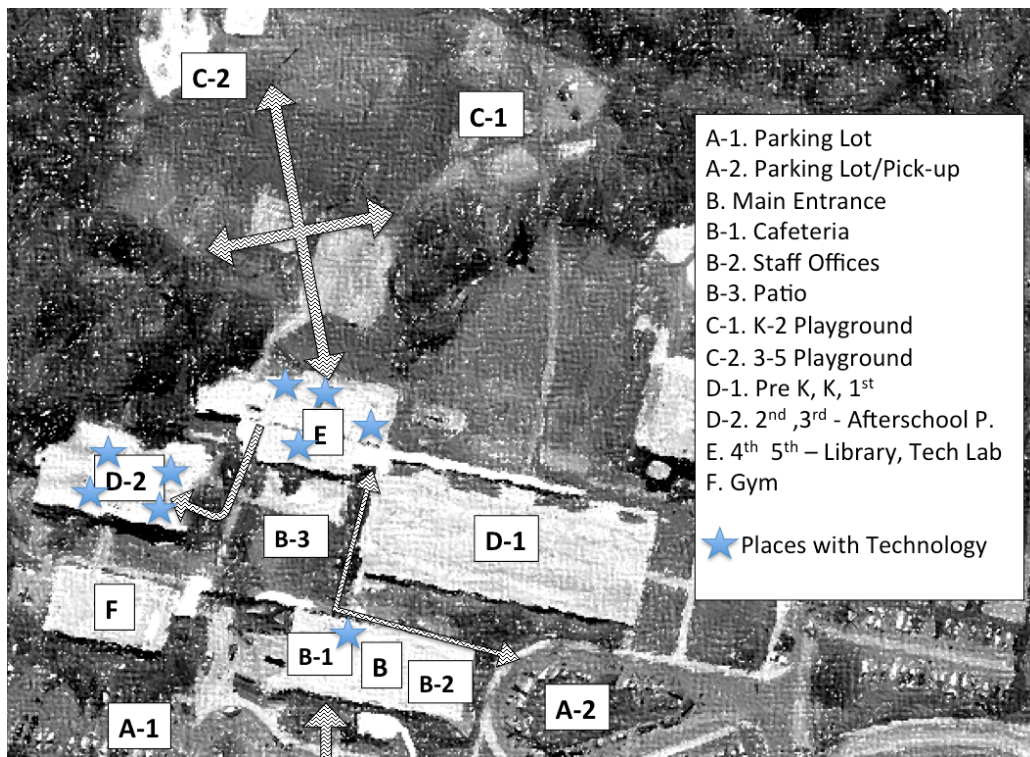 C-2
C-1
A-1. Parking Lot
A-2. Parking Lot/Pick-up
B. Main Entrance
B-1. Cafeteria
B-2. Staff Offices
B-3. Patio
C-1. K-2 Playground
C-2. 3-5 Playground
D-1. Pre K, K, 1st
D-2. 2nd ,3rd - Afterschool P.
E. 4th 5th – Library, Tech Lab
F. Gym
Places with Technology
E
D-2
B-3
D-1
F
B-1
B
B-2
A-2
A-1